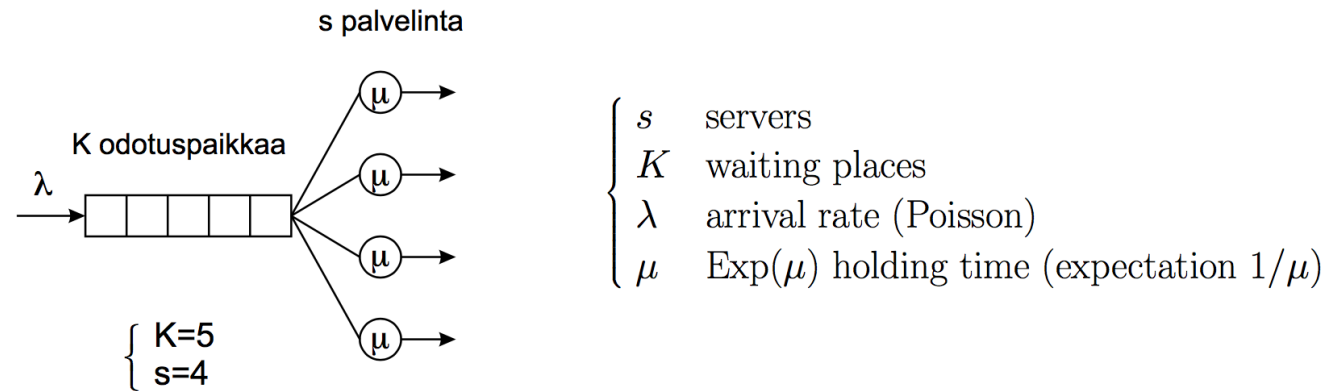 s palvelinta
K odotuspaikkaa
λ
μ
μ
μ
μ
K=5
s=4
s servers
K waiting places
λ arrival rate (Poisson)
μ Exp(μ) holding time (expectation 1/μ)